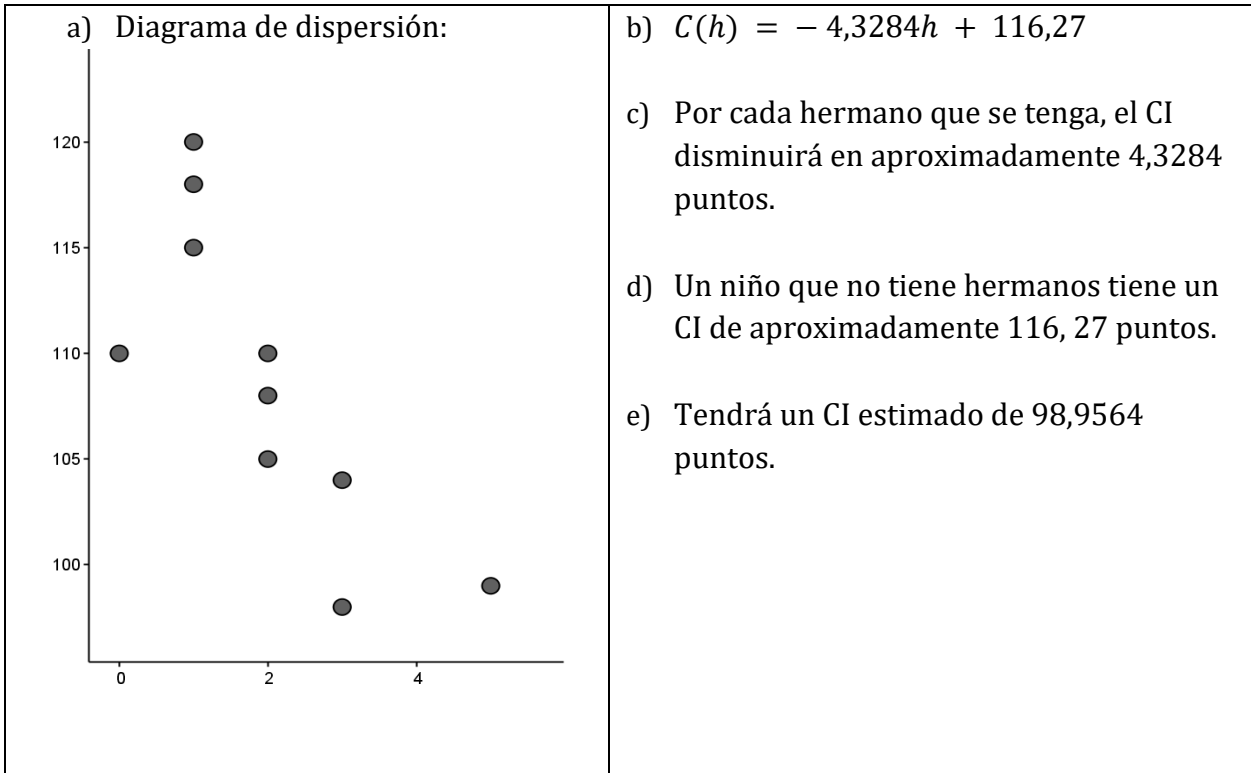 a) Diagrama de dispersión:
120
115
110
105
100
0
2
4
b) C(h) = − 4,3284h + 116,27
c) Por cada hermano que se tenga, el CI
disminuirá en aproximadamente 4,3284
puntos.
d) Un niño que no tiene hermanos tiene un
CI de aproximadamente 116, 27 puntos.
e) Tendrá un CI estimado de 98,9564
puntos.